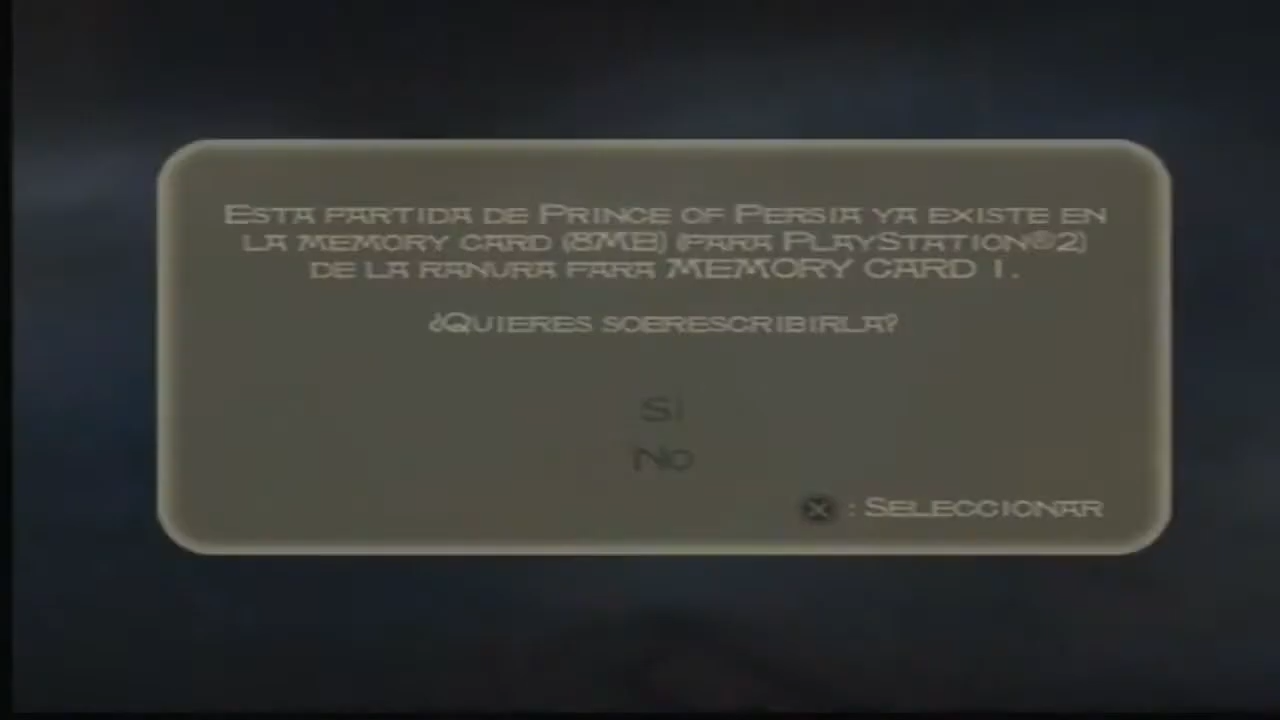 Esta partida de Prince of Persia ya existe en
la memory card (8MB) (para PlayStation®2)
de la ranura para MEMORY CARD 1.
¿Quieres sobrescribirla?
Sí
No
X : Seleccionar